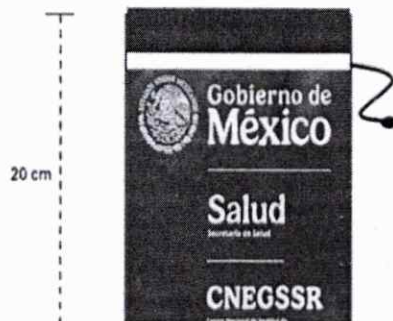 20 cm
Gobierno de
México
Salud
Secretaría de Salud
CNEGSSR